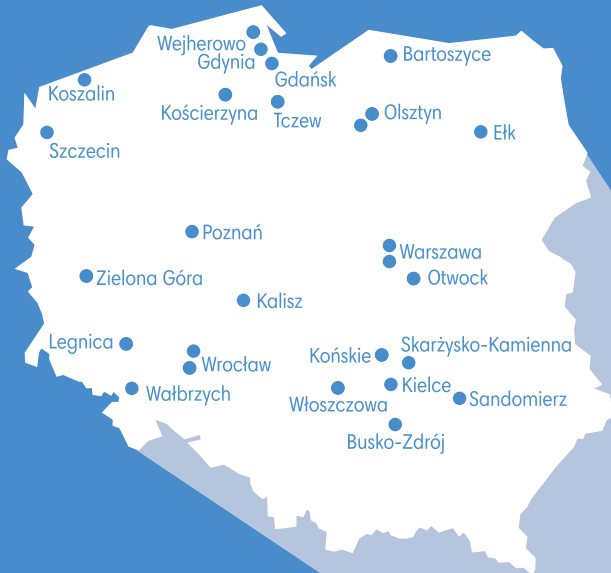 Wejherowo
Bartoszyce
Gdynia
Gdańsk
Koszalin
Kościerzyna
Tczew
Olsztyn
Ełk
Szczecin
Poznań
Warszawa
Zielona Góra
Otwock
Kalisz
Legnica
Końskie
Skarżysko-Kamienna
Wrocław
Wałbrzych
Kielce
Włoszczowa
Sandomierz
Busko-Zdrój